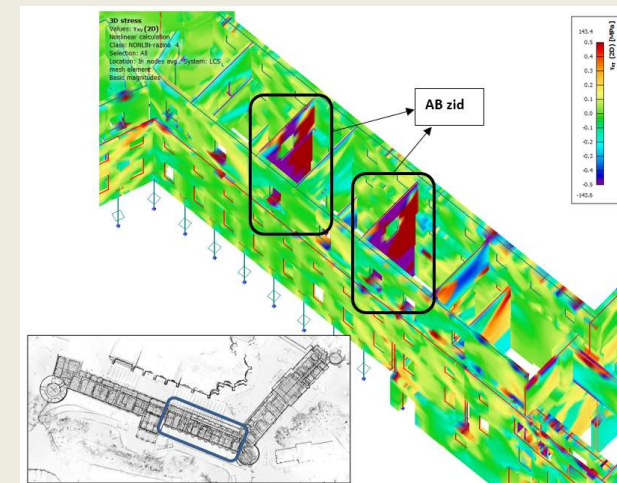 3D stress
Values: τxy (2D)
Nonlinear calculation
Class: NONLIN-razina 4
Selection: All
Location: In nodes avg.. System: LCS
mesh element
Basic magnitudes
AB zid
τxy (2D) [MPa]
143.4
0.5
0.4
0.3
0.2
0.1
0.0
-0.1
-0.2
-0.3
-0.4
-0.5
-143.6